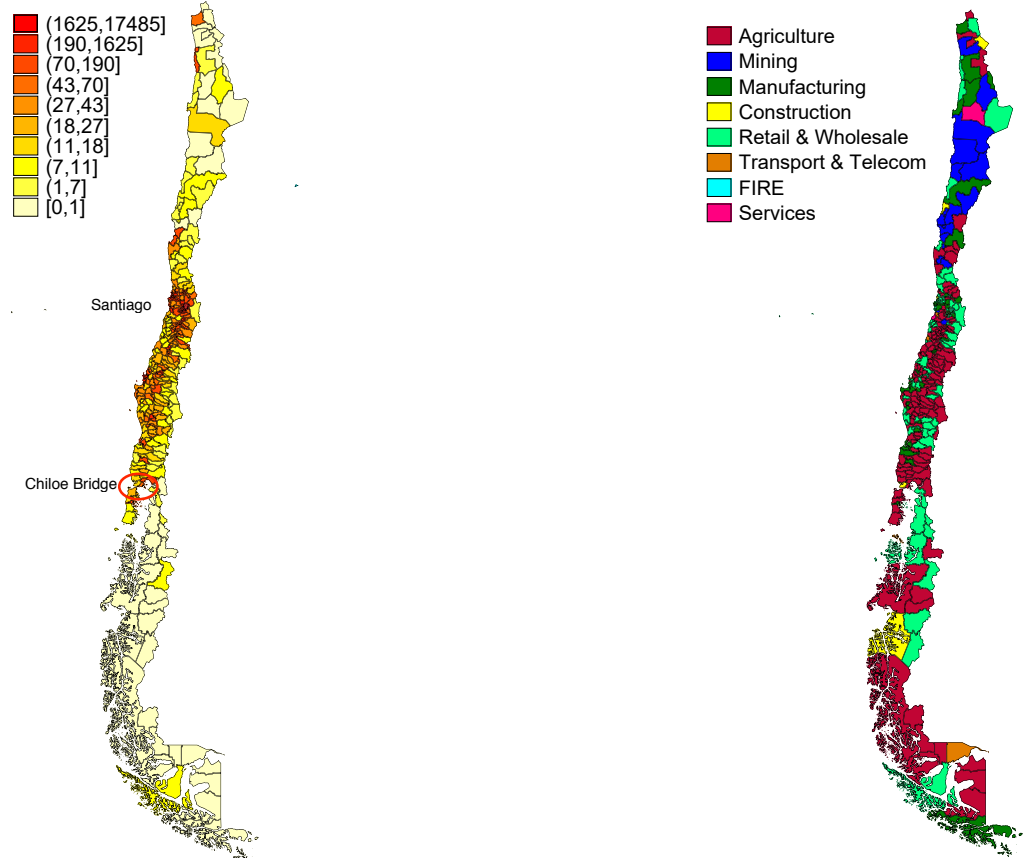 (1625,17485]
(190,1625]
(70,190]
(43,70]
(27,43]
(18,27]
(11,18]
(7,11]
(1,7]
[0,1]
Santiago
Chiloe Bridge
Agriculture
Mining
Manufacturing
Construction
Retail & Wholesale
Transport & Telecom
FIRE
Services